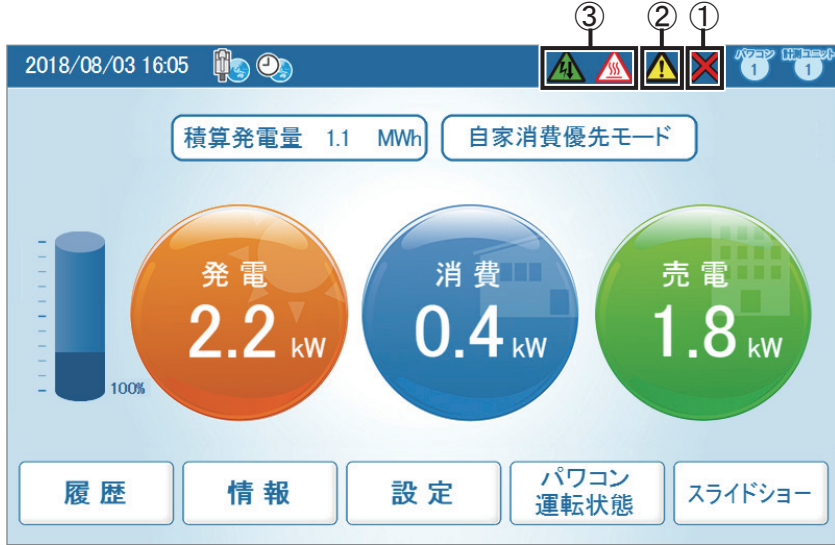 ③ ② ①
2018/08/03 16:05
パワコン 1 計測ユニット 1
積算発電量 1.1 MWh 自家消費優先モード
発電 消費 売電
2.2 kW 0.4 kW 1.8 kW
100%
履歴 情報 設定 パワコン運転状態 スライドショー